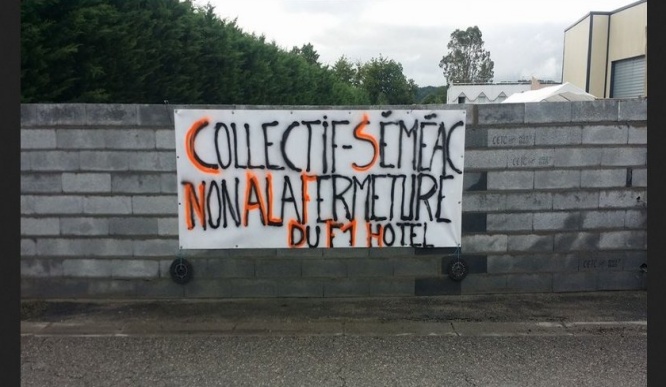 COLLECTIF-SÉMÉAC
NON A LA FERMETURE
DU F1 HOTEL